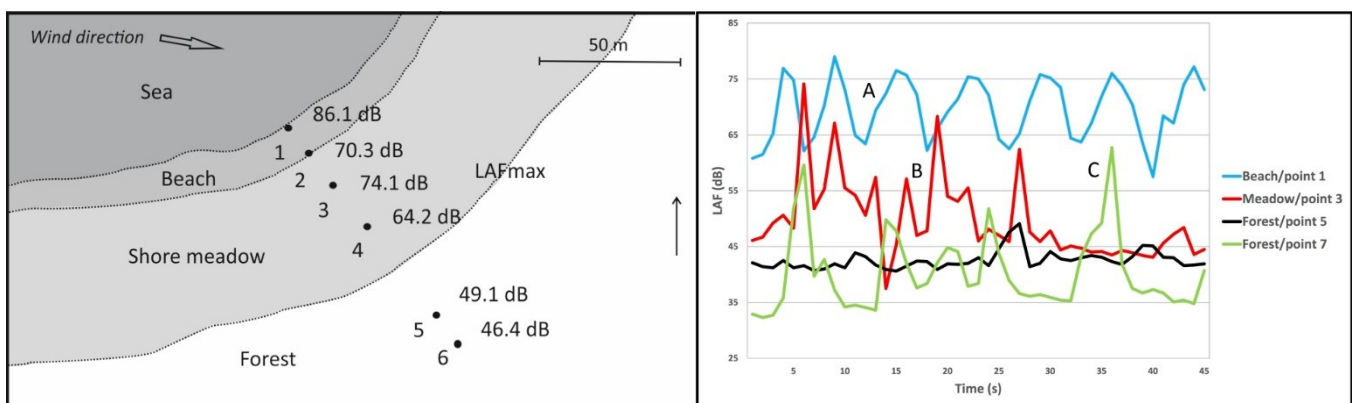 Wind direction
50 m
Sea
86.1 dB
1
70.3 dB
Beach
2
74.1 dB
LAFmax
3
64.2 dB
4
Shore meadow
49.1 dB
5
46.4 dB
6
Forest
LAF (dB)
85
75
65
55
45
35
25
A
B
C
5
10
15
20
25
30
35
40
45
Time (s)
Beach/point 1
Meadow/point 3
Forest/point 5
Forest/point 7